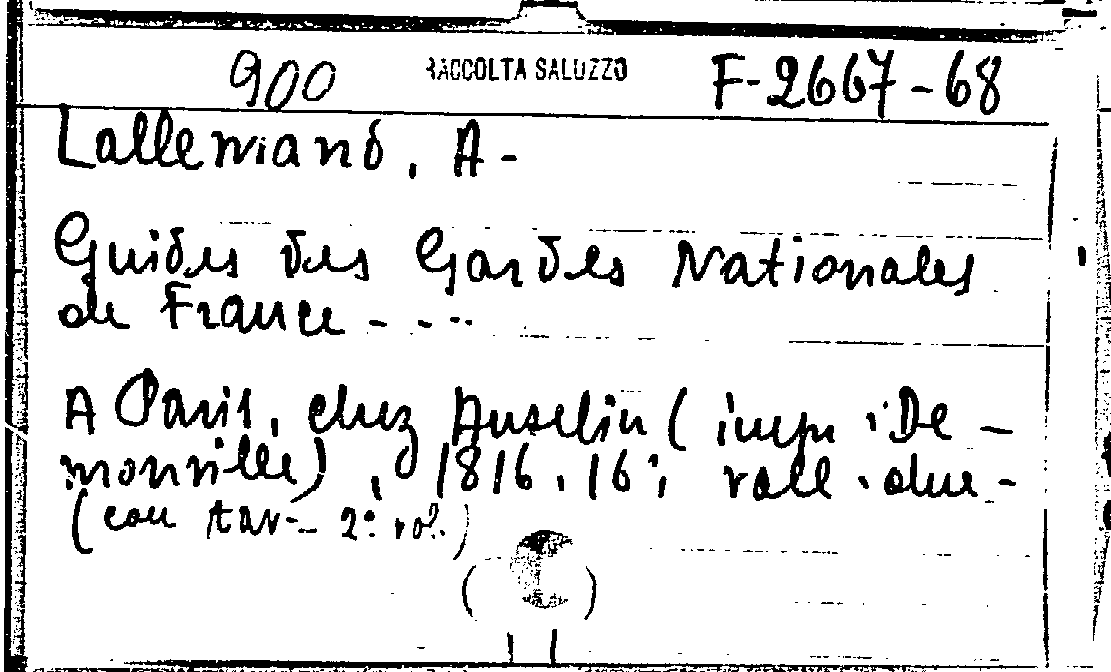 900 RACCOLTA SALUZZO F-2667-68
Lallemand, A-
Guides des Gardes Nationales
de France - - - -
A Paris, chez Anselin (impr. De -
monville), 1816. 16°; voll. due -
(con tav- 2° vol.)